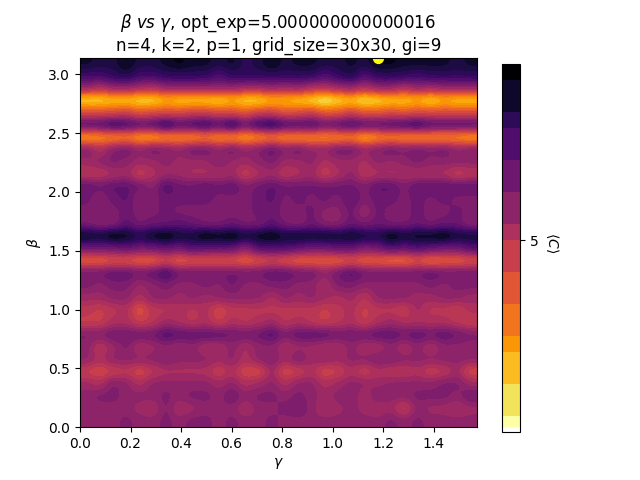 β vs γ, opt_exp=5.000000000000016
n=4, k=2, p=1, grid_size=30x30, gi=9
3.0
2.5
2.0
1.5
1.0
0.5
0.0
β
0.0 0.2 0.4 0.6 0.8 1.0 1.2 1.4
γ
5
⟨C⟩